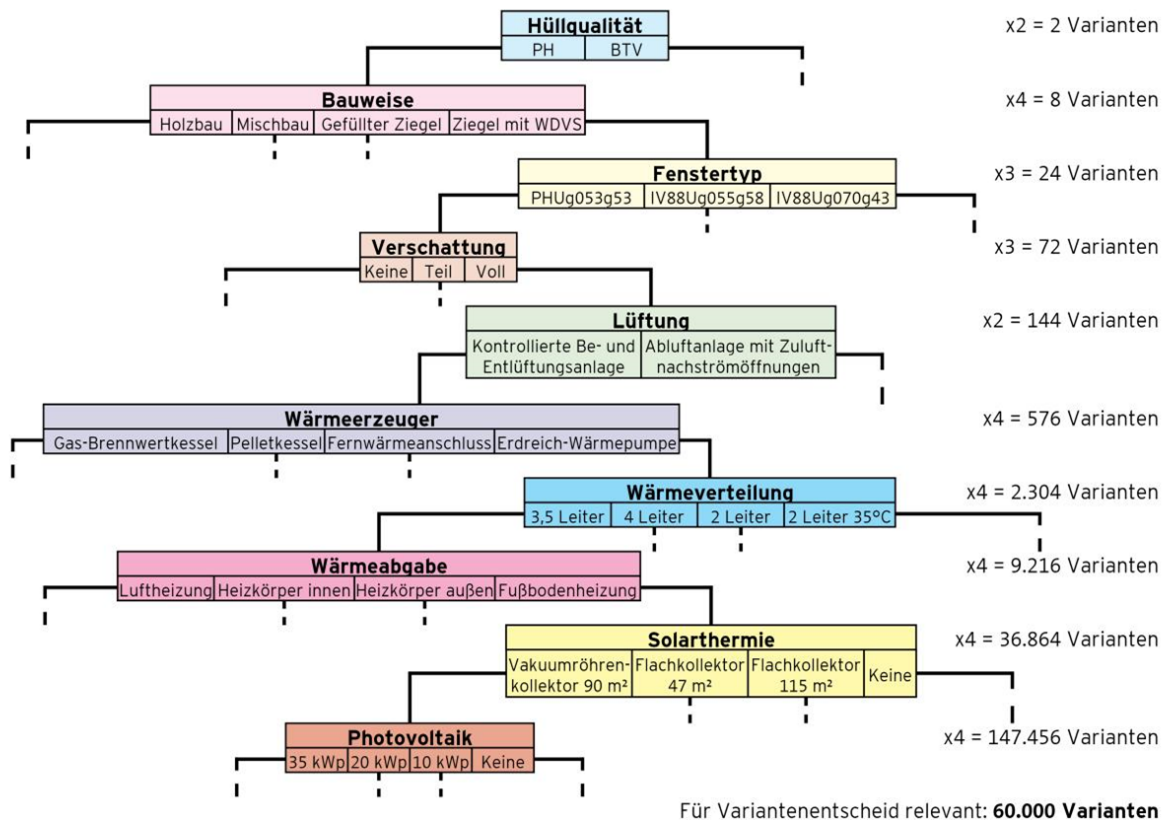 Hüllqualität
x2 = 2 Varianten
PH BTV
Bauweise
x4 = 8 Varianten
Holzbau Mischbau Gefüllter Ziegel Ziegel mit WDVS
Fenstertyp
x3 = 24 Varianten
PHUg053g53 IV88Ug055g58 IV88Ug070g43
Verschattung
x3 = 72 Varianten
Keine Teil Voll
Lüftung
x2 = 144 Varianten
Kontrollierte Be- und Entlüftungsanlage
Abluftanlage mit Zuluft-
nachströmöffnungen
Wärmeerzeuger
x4 = 576 Varianten
Gas-Brennwertkessel Pelletkessel Fernwärmeanschluss Erdreich-Wärmepumpe
Wärmeverteilung
x4 = 2.304 Varianten
3,5 Leiter 4 Leiter 2 Leiter 2 Leiter 35°C
Wärmeabgabe
x4 = 9.216 Varianten
Luftheizung Heizkörper innen Heizkörper außen Fußbodenheizung
Solarthermie
x4 = 36.864 Varianten
Vakuumröhren-
kollektor 90 m²
Flachkollektor
47 m²
Flachkollektor
115 m²
Keine
Photovoltaik
x4 = 147.456 Varianten
35 kWp 20 kWp 10 kWp Keine
Für Variantenentscheid relevant: 60.000 Varianten